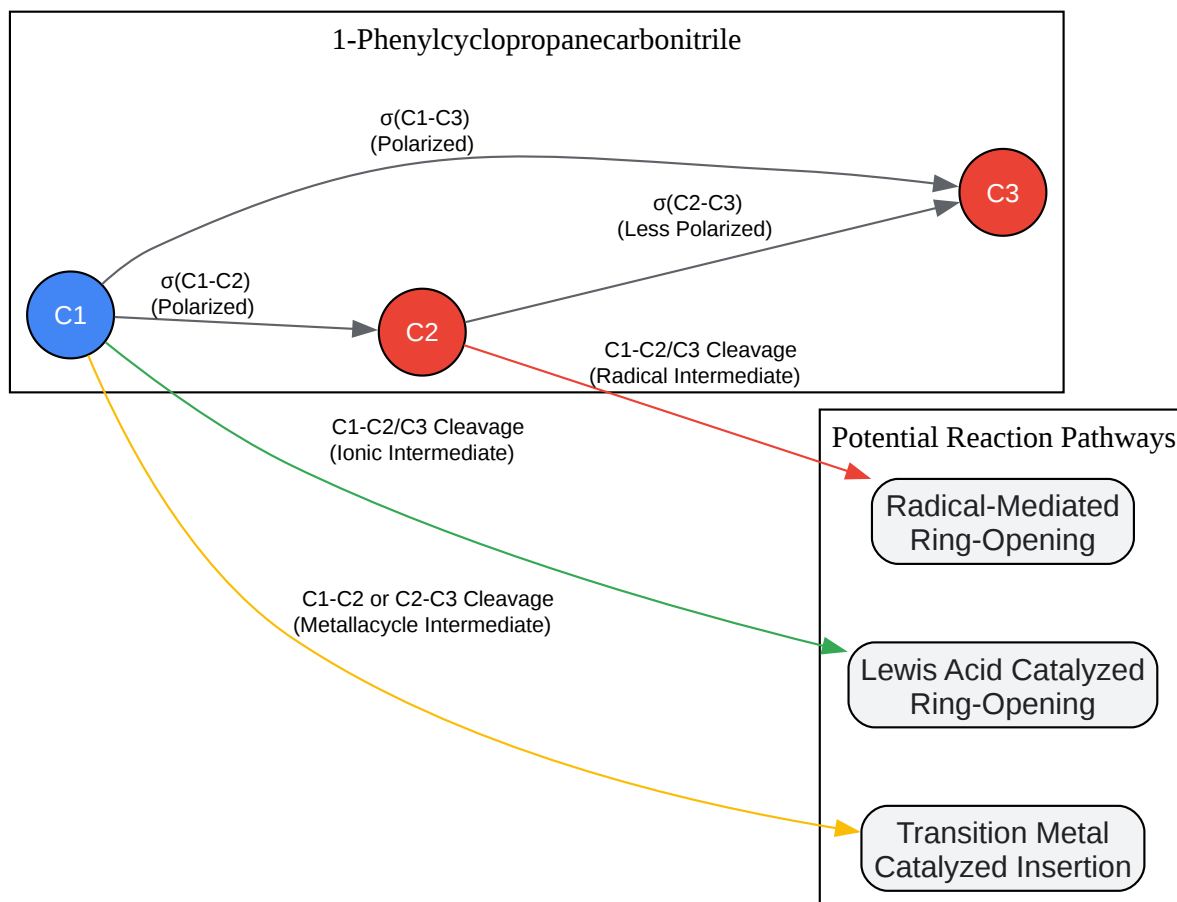 1-Phenylcyclopropanecarbonitrile
σ(C1-C3)
(Polarized)
C3
σ(C2-C3)
(Less Polarized)
σ(C1-C2)
(Polarized)
C1
C2
C1-C2/C3 Cleavage
(Radical Intermediate)
C1-C2/C3 Cleavage
(Ionic Intermediate)
Potential Reaction Pathways
Radical-Mediated
Ring-Opening
C1-C2 or C2-C3 Cleavage
(Metallacycle Intermediate)
Lewis Acid Catalyzed
Ring-Opening
Transition Metal
Catalyzed Insertion